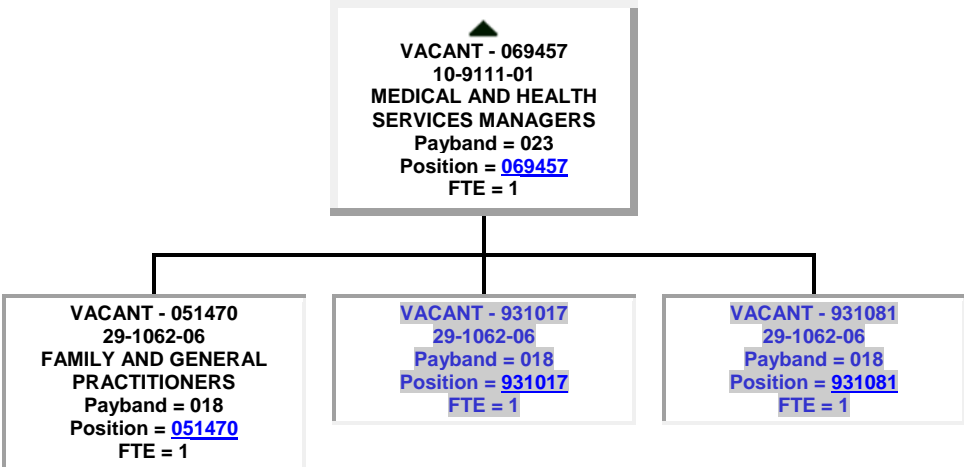 VACANT - 069457
10-9111-01
MEDICAL AND HEALTH
SERVICES MANAGERS
Payband = 023
Position = 069457
FTE = 1
VACANT - 051470
29-1062-06
FAMILY AND GENERAL
PRACTITIONERS
Payband = 018
Position = 051470
FTE = 1
VACANT - 931017
29-1062-06
Payband = 018
Position = 931017
FTE = 1
VACANT - 931081
29-1062-06
Payband = 018
Position = 931081
FTE = 1